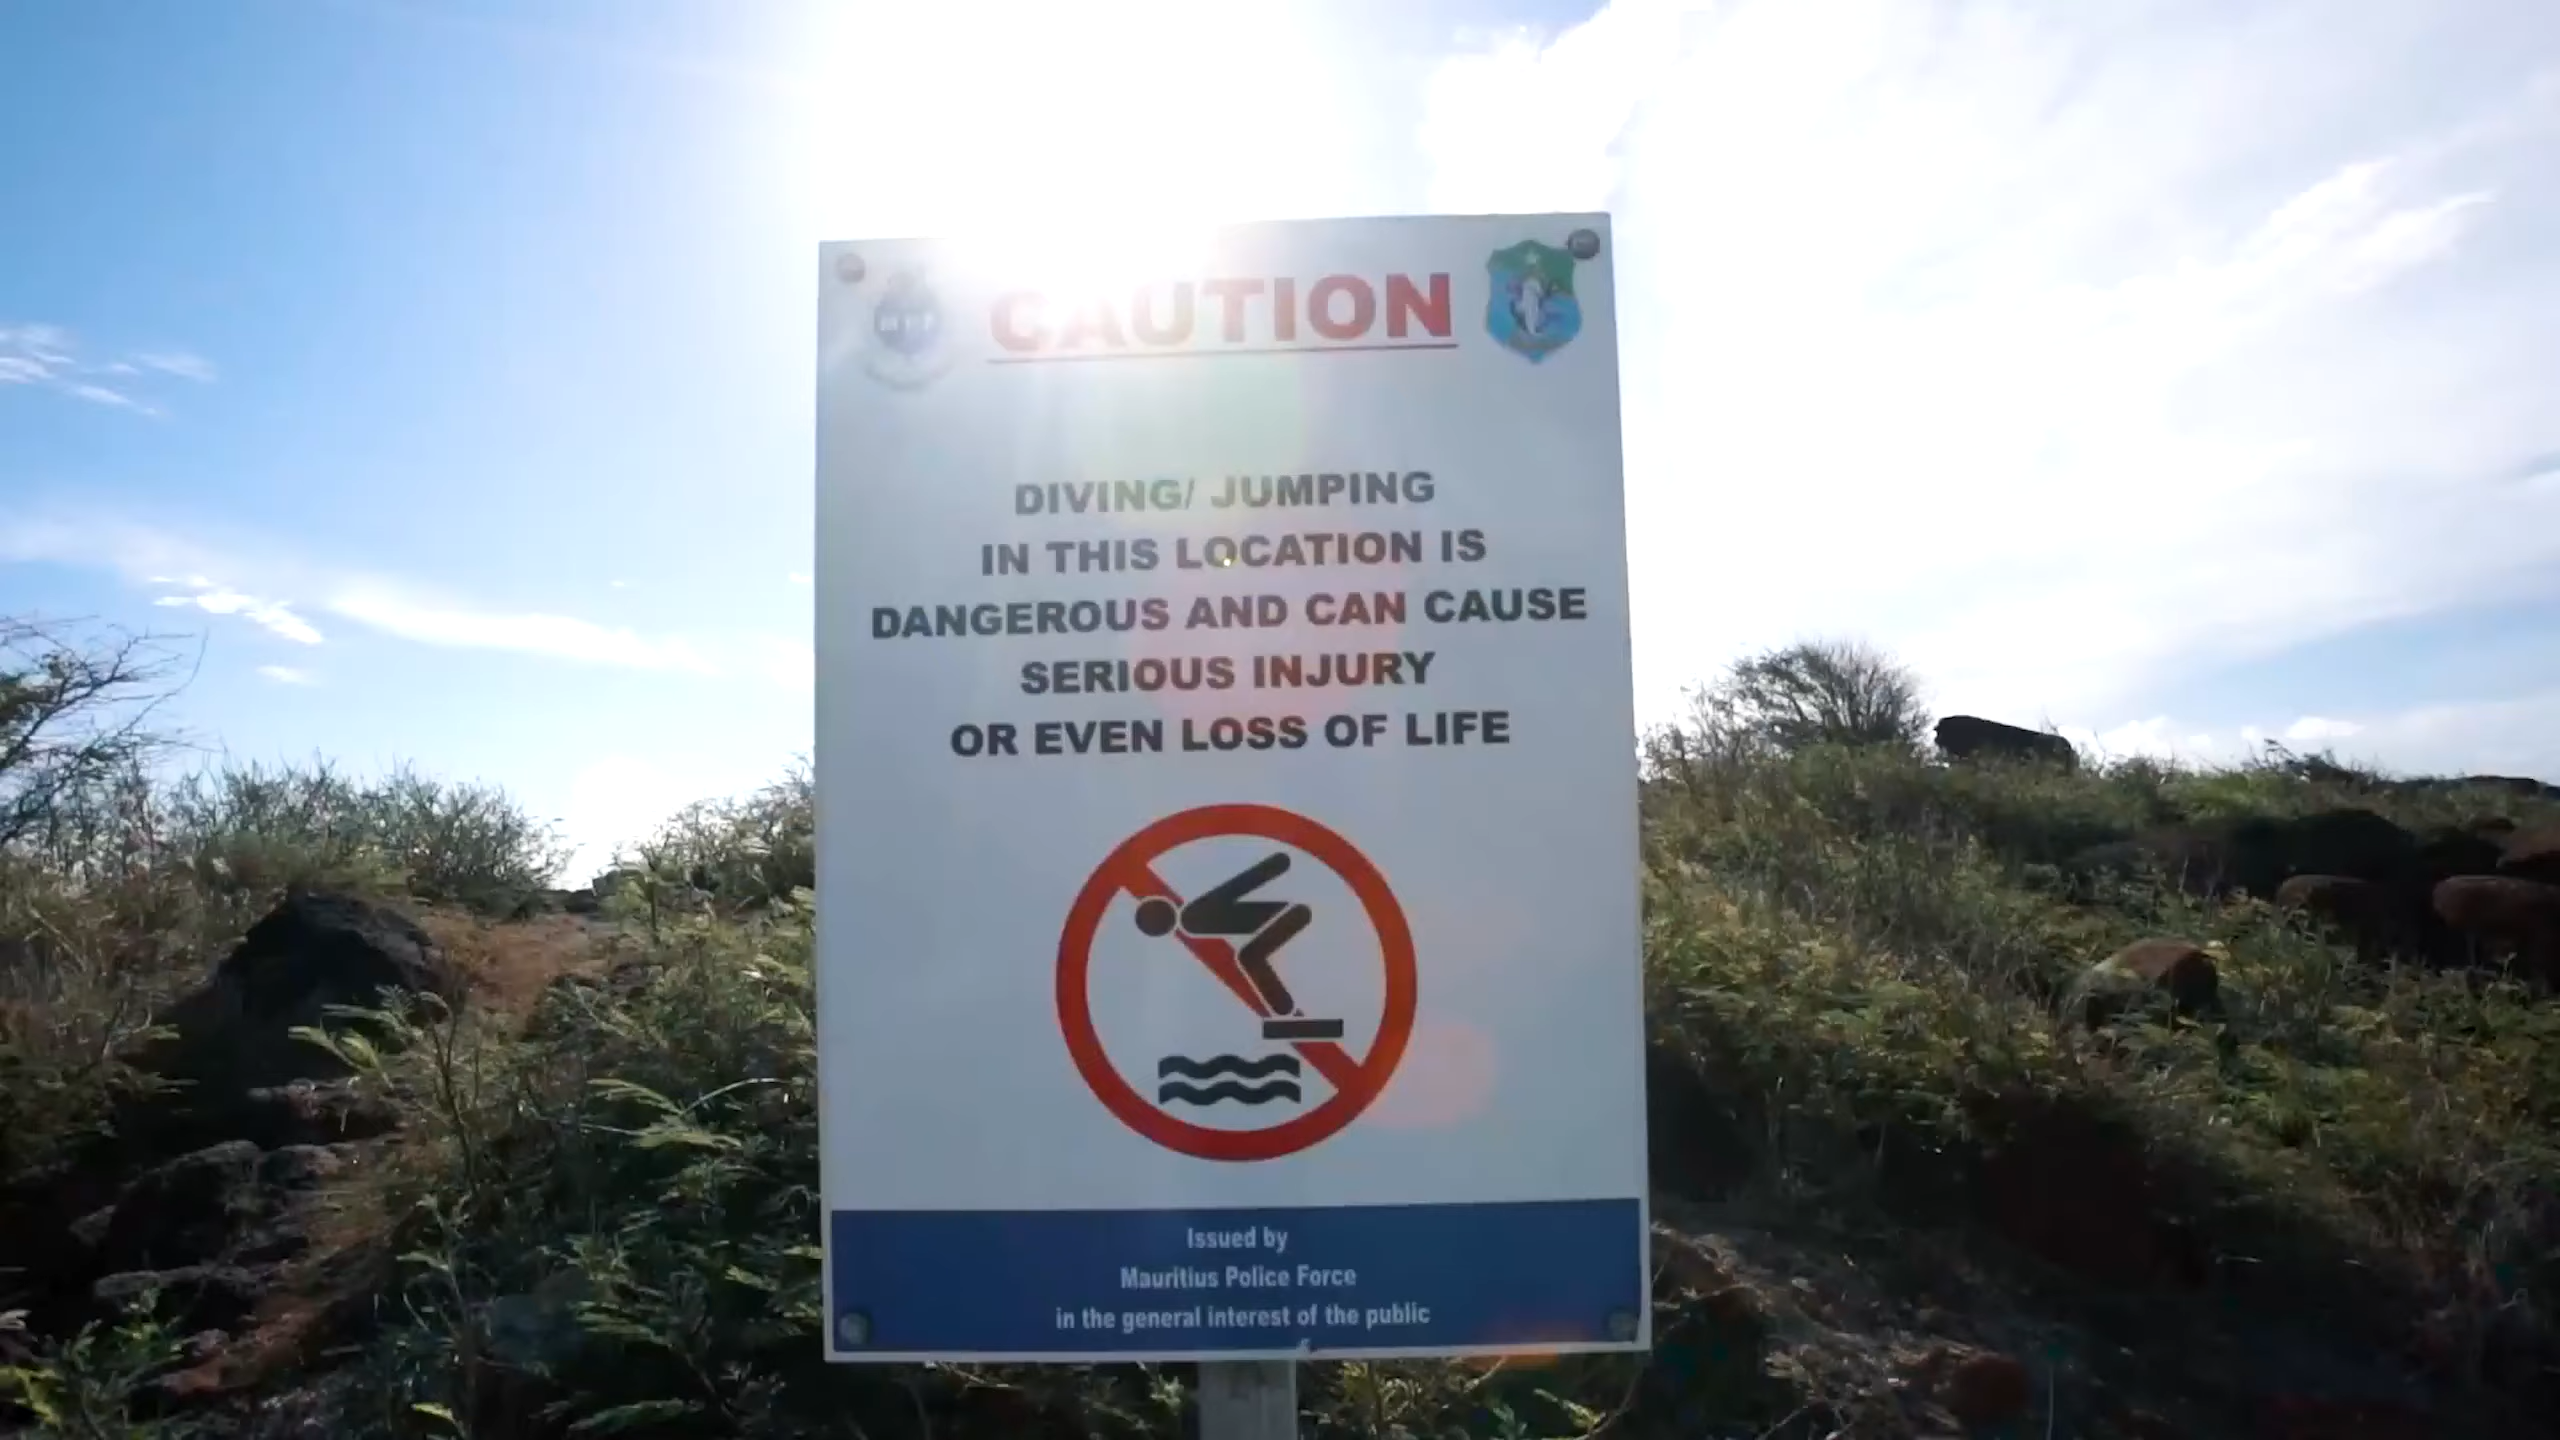 CAUTION
DIVING/ JUMPING
IN THIS LOCATION IS
DANGEROUS AND CAN CAUSE
SERIOUS INJURY
OR EVEN LOSS OF LIFE
Issued by
Mauritius Police Force
in the general interest of the public